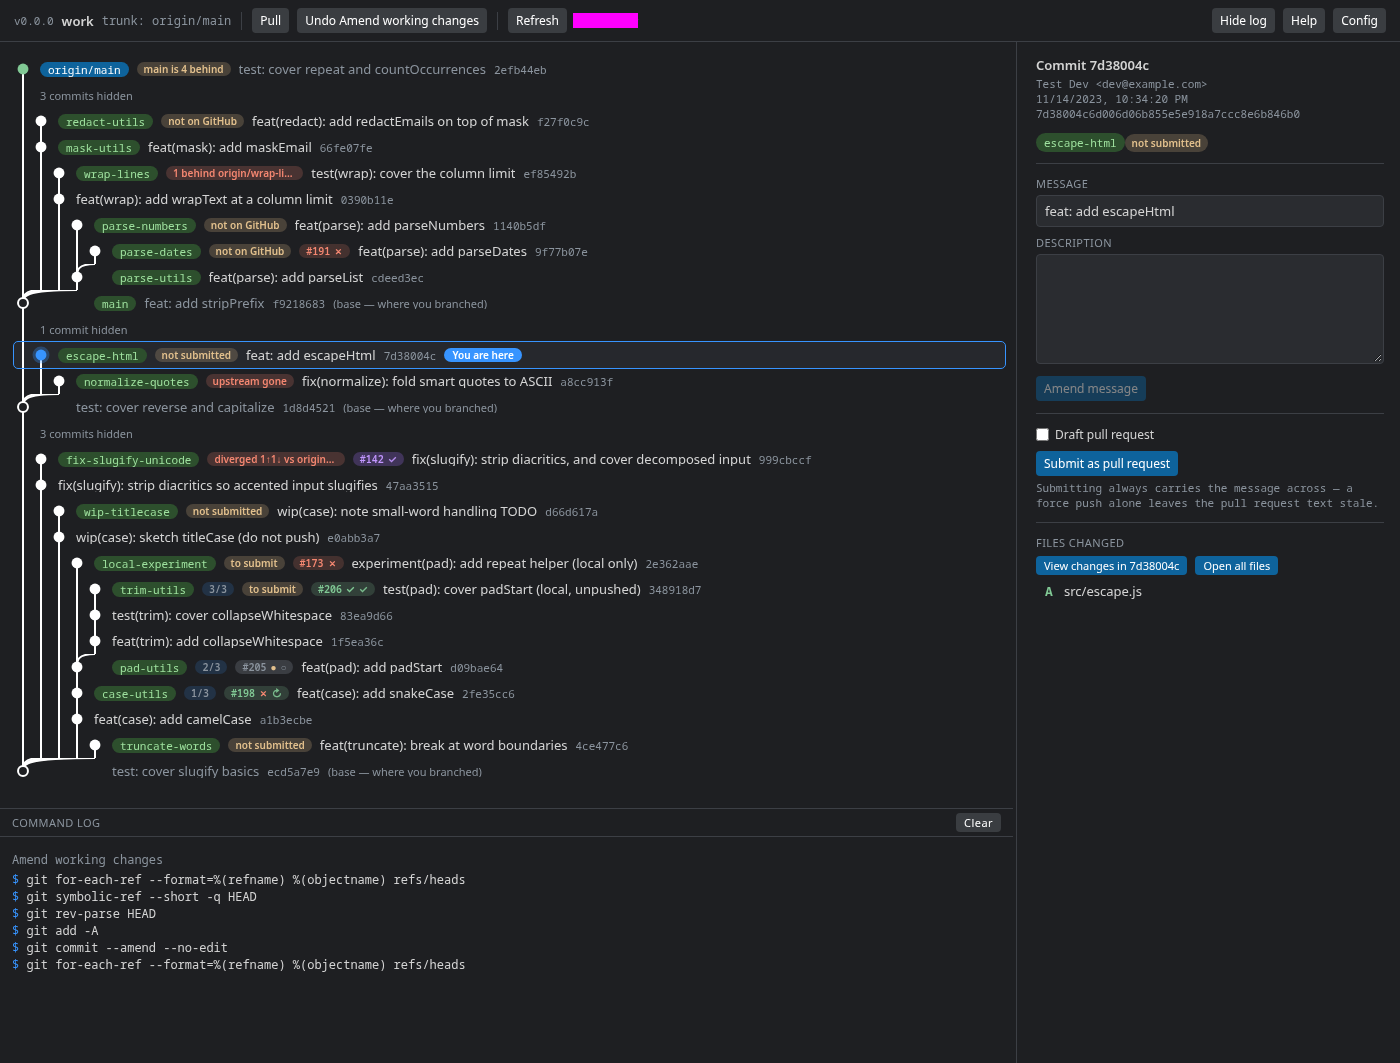 v0.0.0 work trunk: origin/main Pull Undo Amend working changes Refresh Hide log Help Config
origin/main main is 4 behind test: cover repeat and countOccurrences 2efb44eb
3 commits hidden
redact-utils not on GitHub feat(redact): add redactEmails on top of mask f27f0c9c
mask-utils feat(mask): add maskEmail 66fe07fe
wrap-lines 1 behind origin/wrap-li... test(wrap): cover the column limit ef85492b
feat(wrap): add wrapText at a column limit 0390b11e
parse-numbers not on GitHub feat(parse): add parseNumbers 1140b5df
parse-dates not on GitHub #191 × feat(parse): add parseDates 9f77b07e
parse-utils feat(parse): add parseList cdeed3ec
main feat: add stripPrefix f9218683 (base — where you branched)
1 commit hidden
escape-html not submitted feat: add escapeHtml 7d38004c You are here
normalize-quotes upstream gone fix(normalize): fold smart quotes to ASCII a8cc913f
test: cover reverse and capitalize 1d8d4521 (base — where you branched)
3 commits hidden
fix-slugify-unicode diverged 1↑1↓ vs origin... #142 ✓ fix(slugify): strip diacritics, and cover decomposed input 999cbccf
fix(slugify): strip diacritics so accented input slugifies 47aa3515
wip-titlecase not submitted wip(case): note small-word handling TODO d66d617a
wip(case): sketch titleCase (do not push) e0abb3a7
local-experiment to submit #173 × experiment(pad): add repeat helper (local only) 2e362aae
trim-utils 3/3 to submit #206 ✓ ✓ test(pad): cover padStart (local, unpushed) 348918d7
test(trim): cover collapseWhitespace 83ea9d66
feat(trim): add collapseWhitespace 1f5ea36c
pad-utils 2/3 #205 ● ○ feat(pad): add padStart d09bae64
case-utils 1/3 #198 × ↻ feat(case): add snakeCase 2fe35cc6
feat(case): add camelCase a1b3ecbe
truncate-words not submitted feat(truncate): break at word boundaries 4ce477c6
test: cover slugify basics ecd5a7e9 (base — where you branched)
COMMAND LOG Clear
Amend working changes
$ git for-each-ref --format=%(refname) %(objectname) refs/heads
$ git symbolic-ref --short -q HEAD
$ git rev-parse HEAD
$ git add -A
$ git commit --amend --no-edit
$ git for-each-ref --format=%(refname) %(objectname) refs/heads
Commit 7d38004c
Test Dev <dev@example.com>
11/14/2023, 10:34:20 PM
7d38004c6d006d06b855e5e918a7ccc8e6b846b0
escape-html not submitted
MESSAGE
feat: add escapeHtml
DESCRIPTION
Amend message
Draft pull request
Submit as pull request
Submitting always carries the message across — a
force push alone leaves the pull request text stale.
FILES CHANGED
View changes in 7d38004c Open all files
A src/escape.js